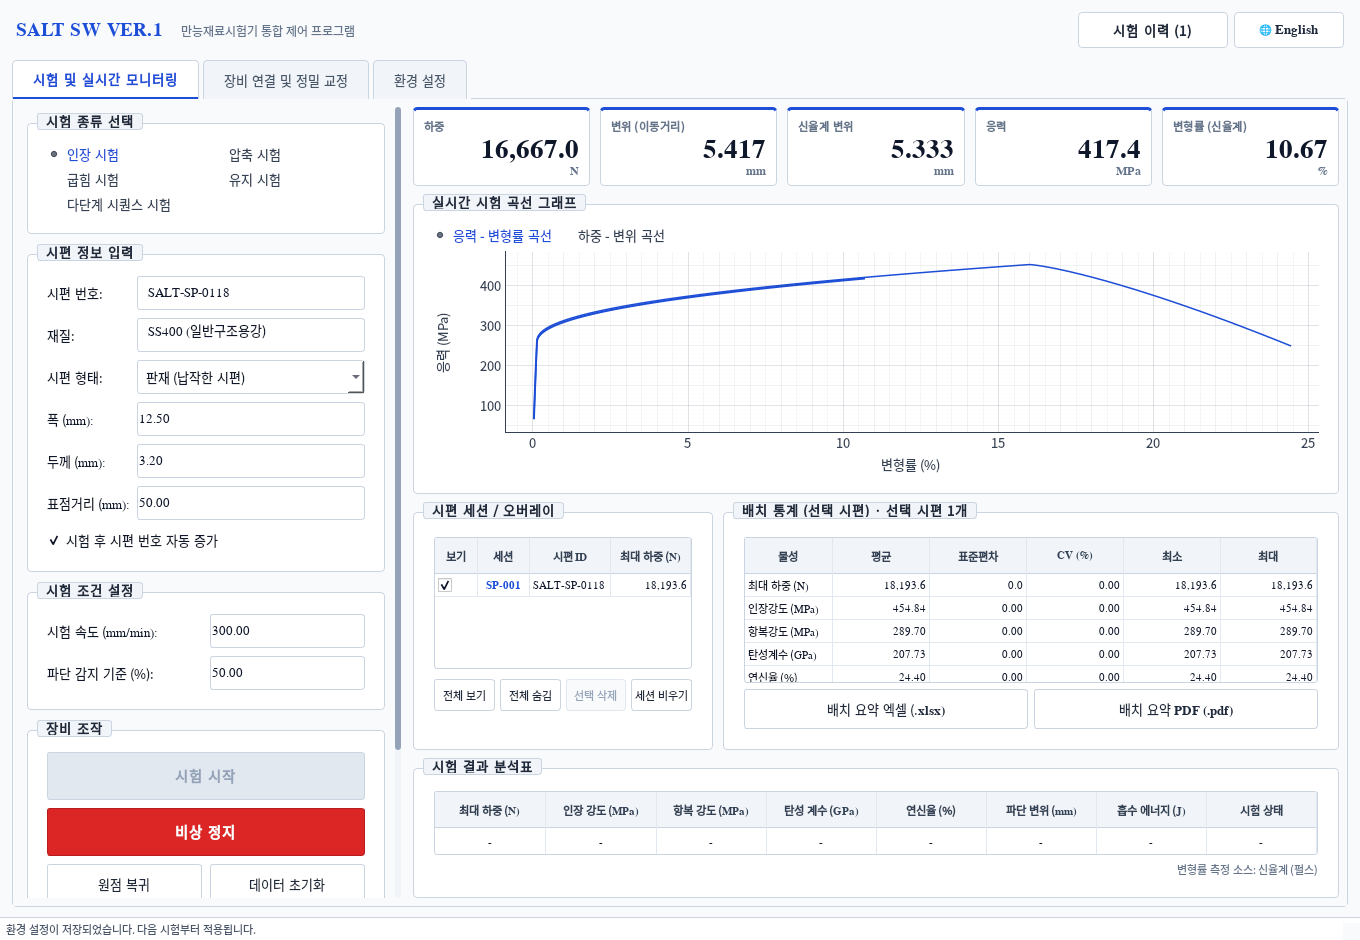 SALT SW VER.1
만능재료시험기 통합 제어 프로그램
시험 이력 (1)
🌐 English
시험 및 실시간 모니터링
장비 연결 및 정밀 교정
환경 설정
시험 종류 선택
인장 시험
압축 시험
굽힘 시험
유지 시험
다단계 시퀀스 시험
시편 정보 입력
시편 번호: SALT-SP-0118
재질: SS400 (일반구조용강)
시편 형태: 판재 (납작한 시편)
폭 (mm): 12.50
두께 (mm): 3.20
표점거리 (mm): 50.00
✔ 시험 후 시편 번호 자동 증가
시험 조건 설정
시험 속도 (mm/min): 300.00
파단 감지 기준 (%): 50.00
장비 조작
시험 시작
비상 정지
원점 복귀
데이터 초기화
하중
16,667.0
N
변위 (이동거리)
5.417
mm
신율계 변위
5.333
mm
응력
417.4
MPa
변형률 (신율계)
10.67
%
실시간 시험 곡선 그래프
응력 - 변형률 곡선
하중 - 변위 곡선
응력 (MPa)
400
300
200
100
0 5 10 15 20 25
변형률 (%)
시편 세션 / 오버레이
보기 세션 시편 ID 최대 하중 (N)
✔ SP-001 SALT-SP-0118 18,193.6
전체 보기
전체 숨김
선택 삭제
세션 비우기
배치 통계 (선택 시편) · 선택 시편 1개
물성 평균 표준편차 CV (%) 최소 최대
최대 하중 (N) 18,193.6 0.0 0.00 18,193.6 18,193.6
인장강도 (MPa) 454.84 0.00 0.00 454.84 454.84
항복강도 (MPa) 289.70 0.00 0.00 289.70 289.70
탄성계수 (GPa) 207.73 0.00 0.00 207.73 207.73
연신율 (%) 24.40 0.00 0.00 24.40 24.40
배치 요약 엑셀 (.xlsx)
배치 요약 PDF (.pdf)
시험 결과 분석표
최대 하중 (N) 인장 강도 (MPa) 항복 강도 (MPa) 탄성 계수 (GPa) 연신율 (%) 파단 변위 (mm) 흡수 에너지 (J) 시험 상태
- - - - - - - -
변형률 측정 소스: 신율계 (펄스)
환경 설정이 저장되었습니다. 다음 시험부터 적용됩니다.